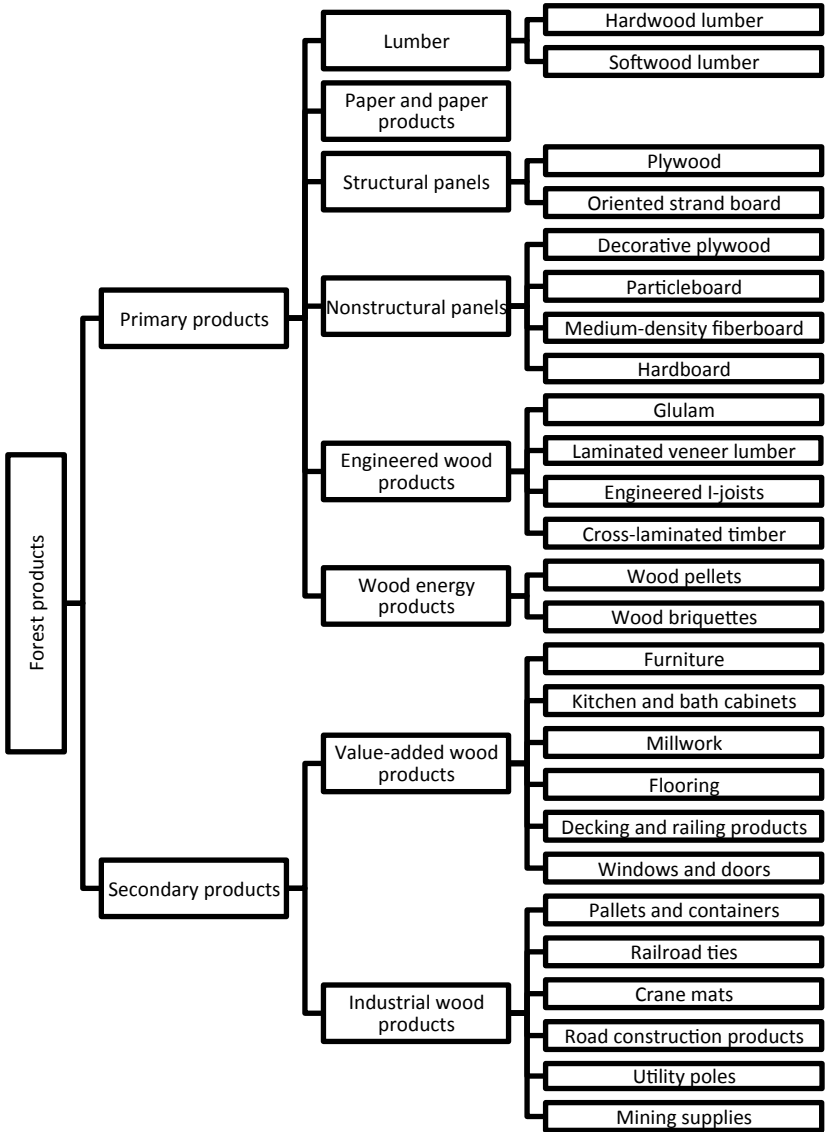 Forest products
Primary products
Lumber
Hardwood lumber
Softwood lumber
Paper and paper
products
Structural panels
Plywood
Oriented strand board
Nonstructural panels
Decorative plywood
Particleboard
Medium-density fiberboard
Hardboard
Engineered wood
products
Glulam
Laminated veneer lumber
Engineered I-joists
Cross-laminated timber
Wood energy
products
Wood pellets
Wood briquettes
Secondary products
Value-added wood
products
Furniture
Kitchen and bath cabinets
Millwork
Flooring
Decking and railing products
Windows and doors
Industrial wood
products
Pallets and containers
Railroad ties
Crane mats
Road construction products
Utility poles
Mining supplies